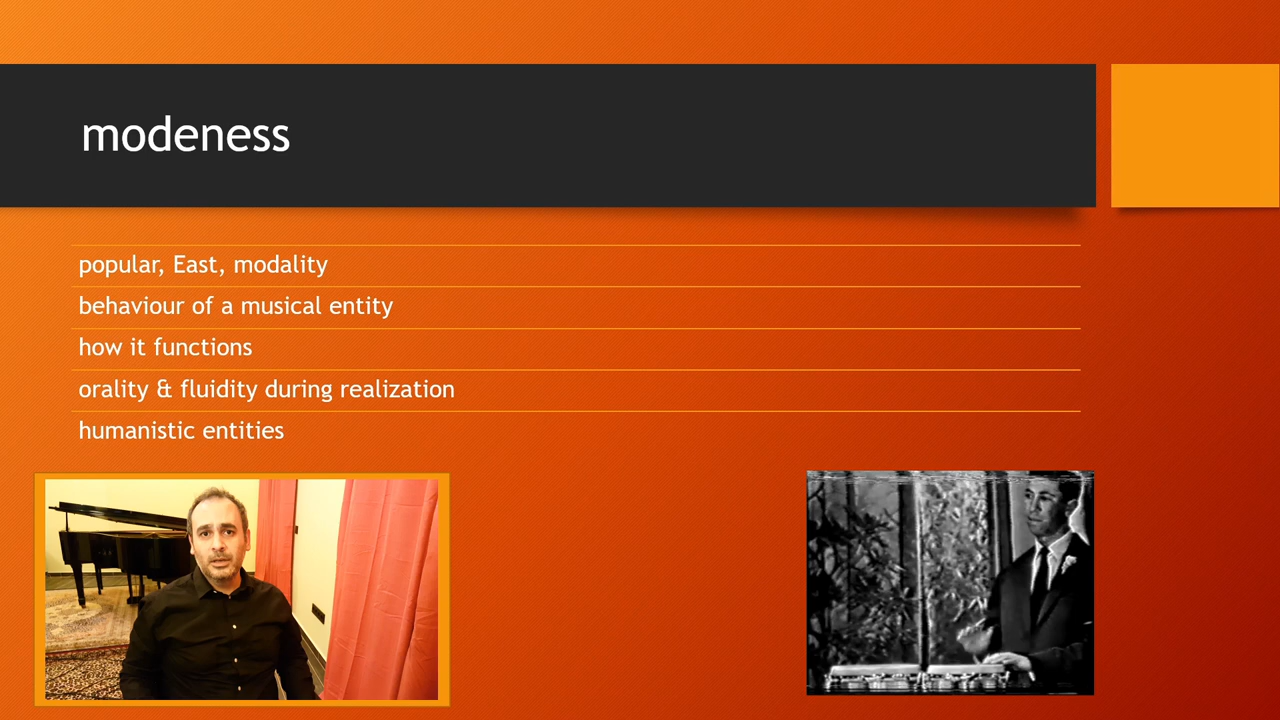 modeness
popular, East, modality
behaviour of a musical entity
how it functions
orality & fluidity during realization
humanistic entities